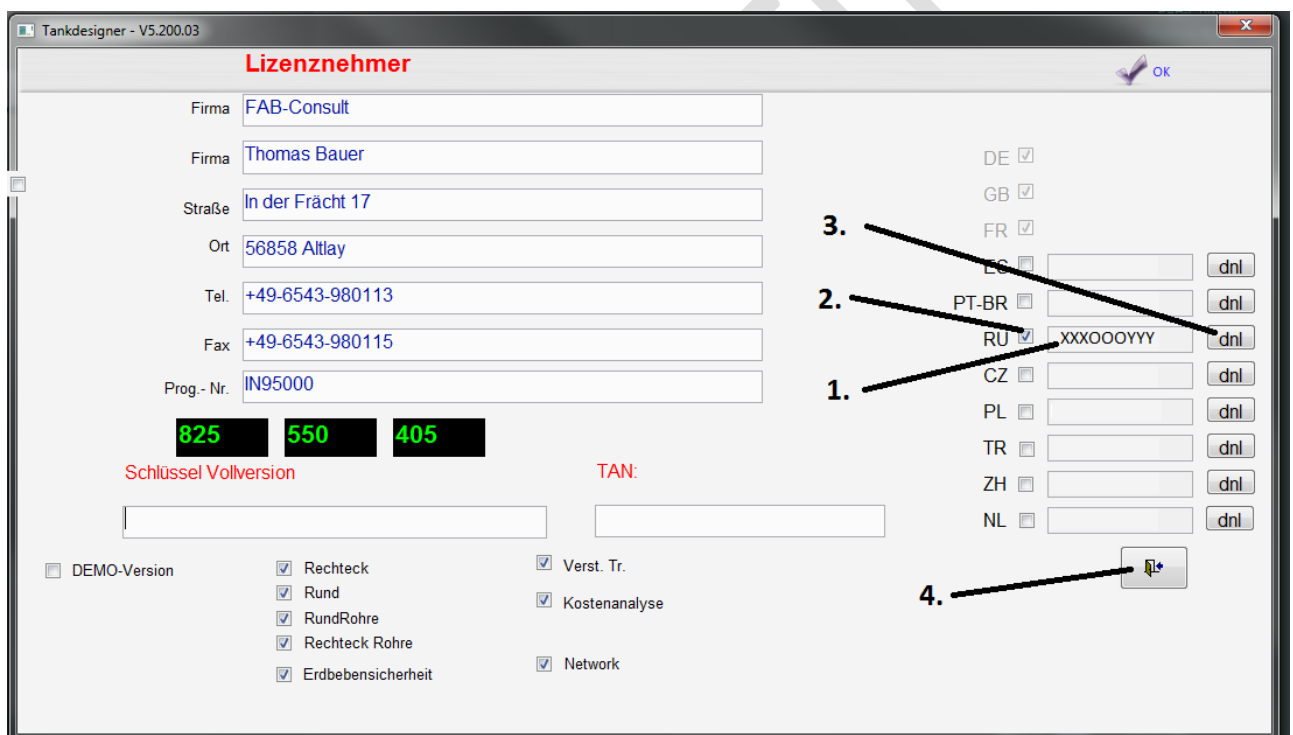 Tankdesigner - V5.200.03
Lizenznehmer
OK
Firma FAB-Consult
Firma Thomas Bauer
Straße In der Frächt 17
Ort 56858 Altlay
Tel. +49-6543-980113
Fax +49-6543-980115
Prog.- Nr. IN95000
825 550 405
Schlüssel Vollversion
TAN:
DEMO-Version
Rechteck
Rund
RundRohre
Rechteck Rohre
Erdbebensicherheit
Verst. Tr.
Kostenanalyse
Network
DE
GB
FR
3.
ES dnl
2.
PT-BR dnl
RU XXXOOOYYY dnl
1.
CZ dnl
PL dnl
TR dnl
ZH dnl
NL dnl
4.